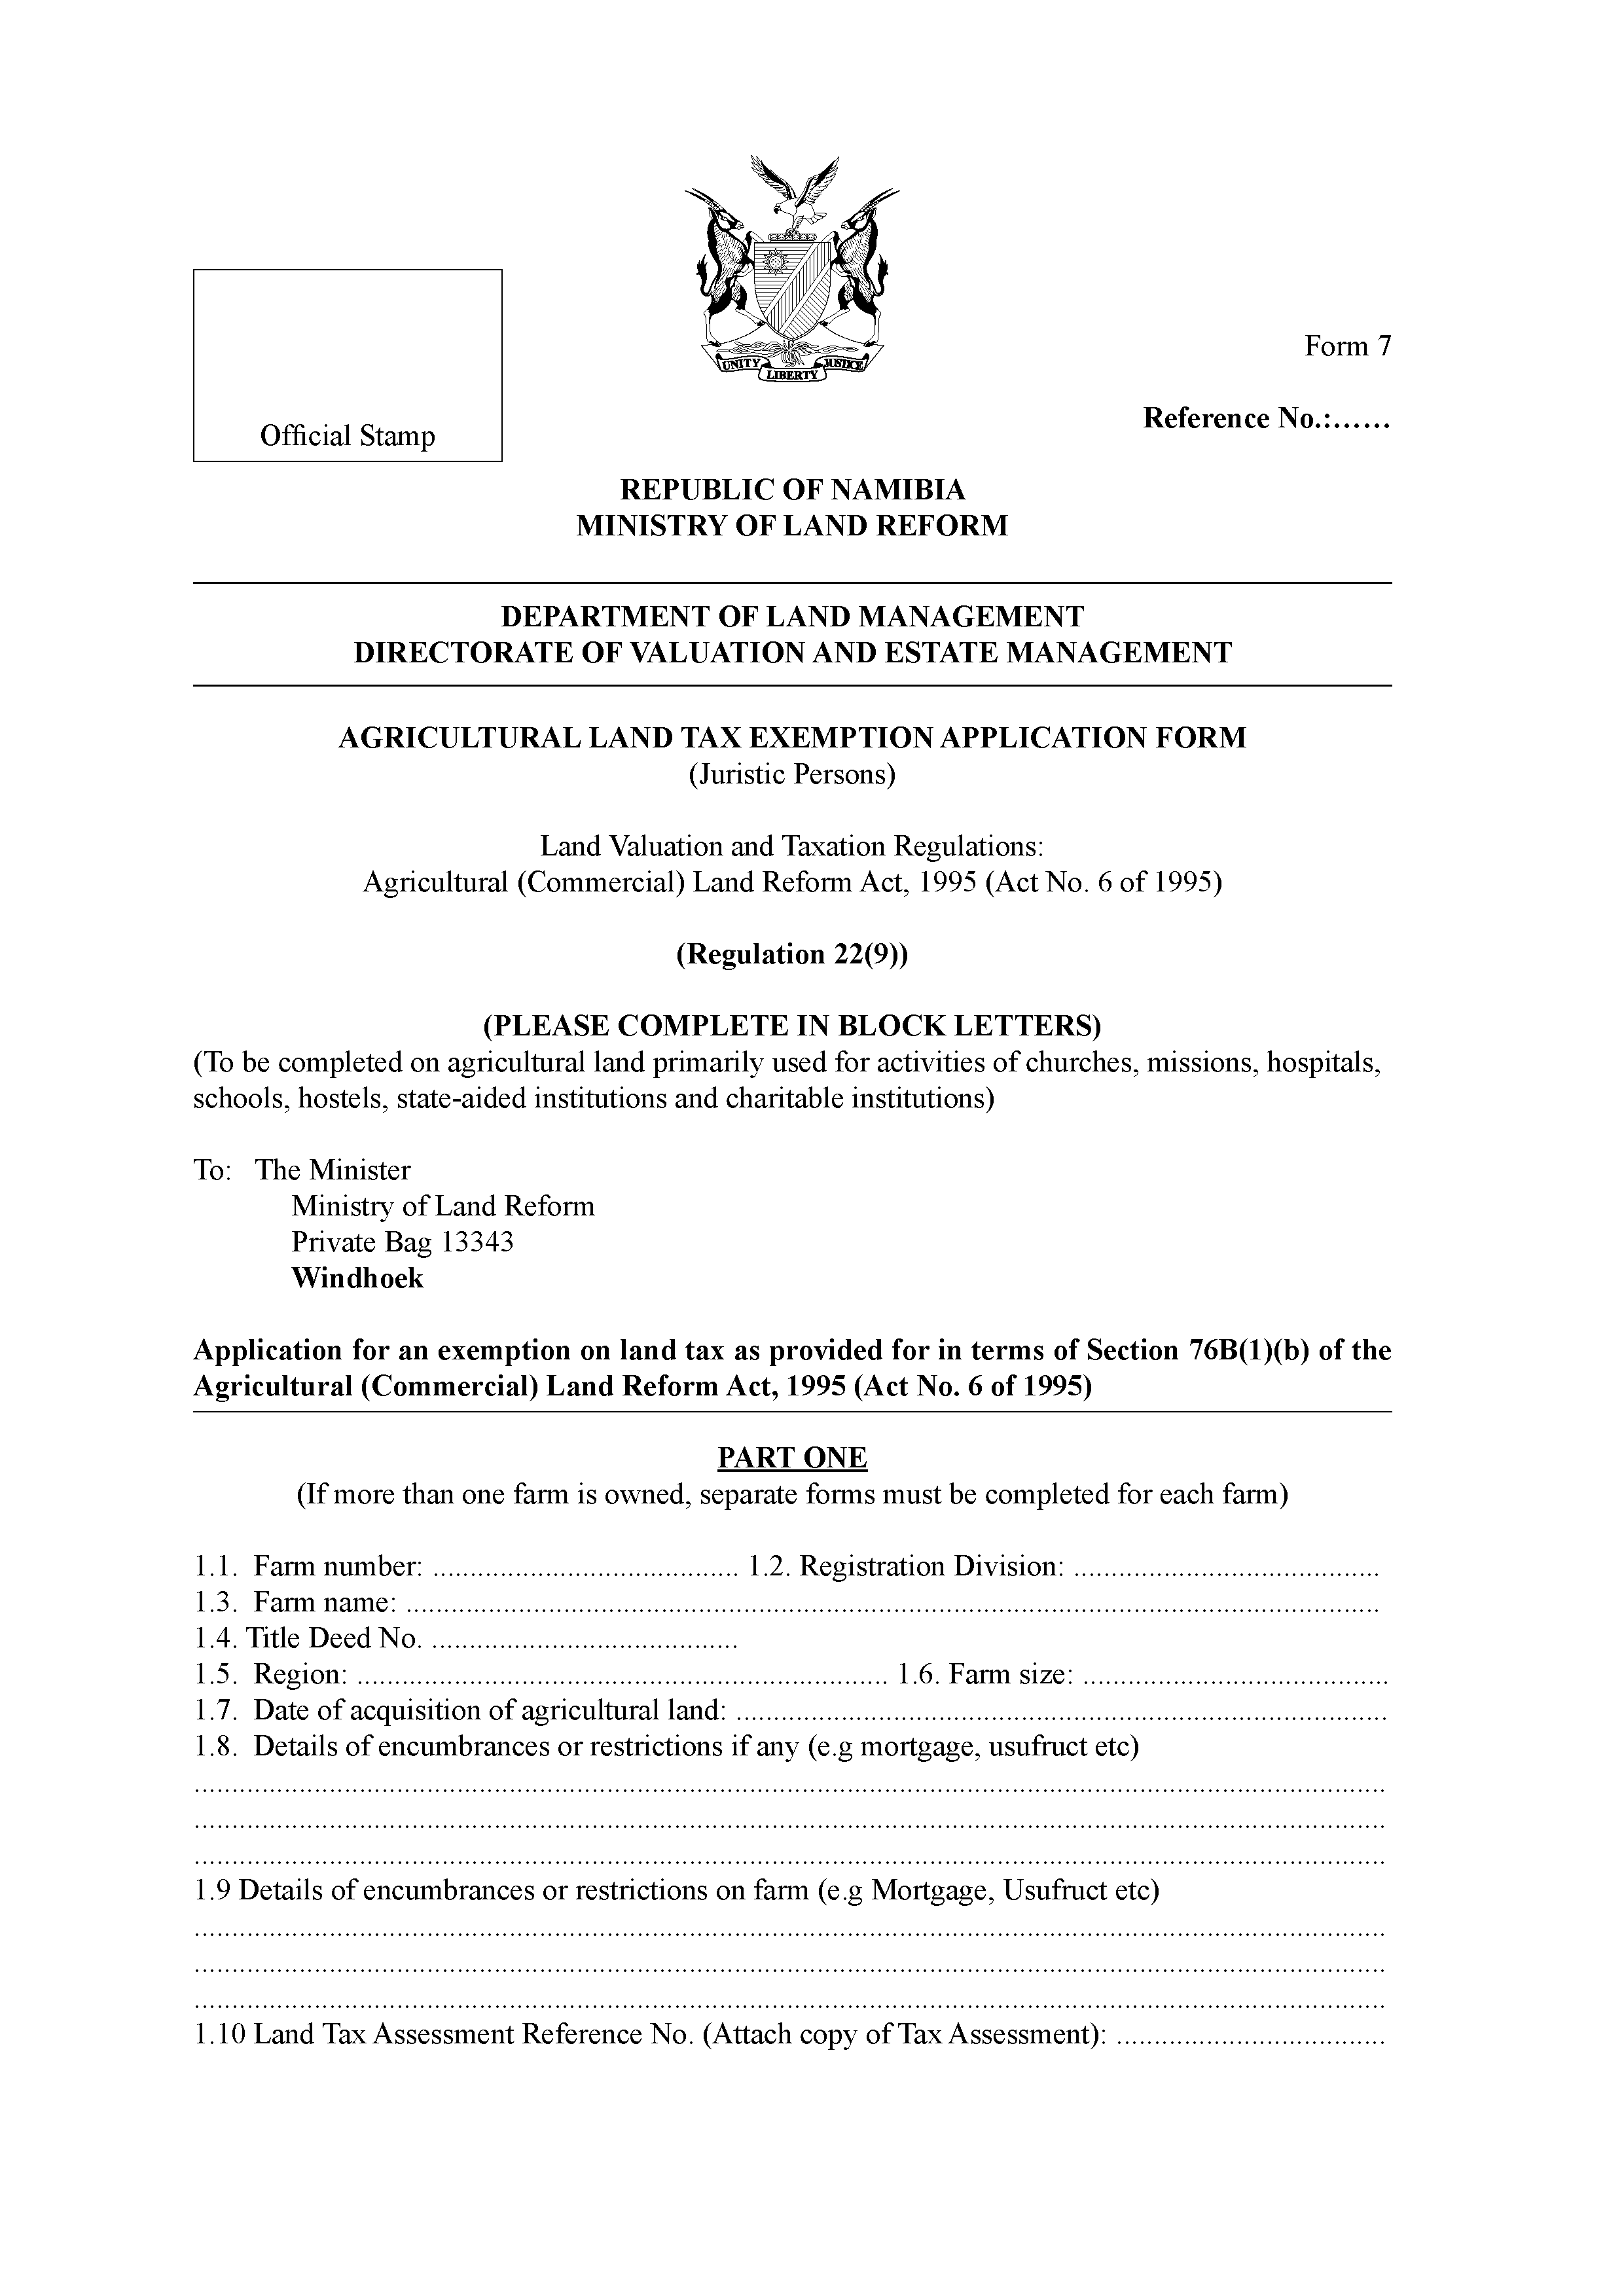 UNITY LIBERTY JUSTICE
Form 7
Official Stamp
Reference No.:......
REPUBLIC OF NAMIBIA
MINISTRY OF LAND REFORM
DEPARTMENT OF LAND MANAGEMENT
DIRECTORATE OF VALUATION AND ESTATE MANAGEMENT
AGRICULTURAL LAND TAX EXEMPTION APPLICATION FORM
(Juristic Persons)
Land Valuation and Taxation Regulations:
Agricultural (Commercial) Land Reform Act, 1995 (Act No. 6 of 1995)
(Regulation 22(9))
(PLEASE COMPLETE IN BLOCK LETTERS)
(To be completed on agricultural land primarily used for activities of churches, missions, hospitals,
schools, hostels, state-aided institutions and charitable institutions)
To: The Minister
Ministry of Land Reform
Private Bag 13343
Windhoek
Application for an exemption on land tax as provided for in terms of Section 76B(1)(b) of the
Agricultural (Commercial) Land Reform Act, 1995 (Act No. 6 of 1995)
PART ONE
(If more than one farm is owned, separate forms must be completed for each farm)
1.1. Farm number: ......................................... 1.2. Registration Division: .........................................
1.3. Farm name: ..................................................................................................................................
1.4. Title Deed No. .........................................
1.5. Region: ....................................................................... 1.6. Farm size: .........................................
1.7. Date of acquisition of agricultural land: .......................................................................................
1.8. Details of encumbrances or restrictions if any (e.g mortgage, usufruct etc)
...............................................................................................................................................................
...............................................................................................................................................................
...............................................................................................................................................................
1.9 Details of encumbrances or restrictions on farm (e.g Mortgage, Usufruct etc)
...............................................................................................................................................................
...............................................................................................................................................................
...............................................................................................................................................................
1.10 Land Tax Assessment Reference No. (Attach copy of Tax Assessment): ....................................